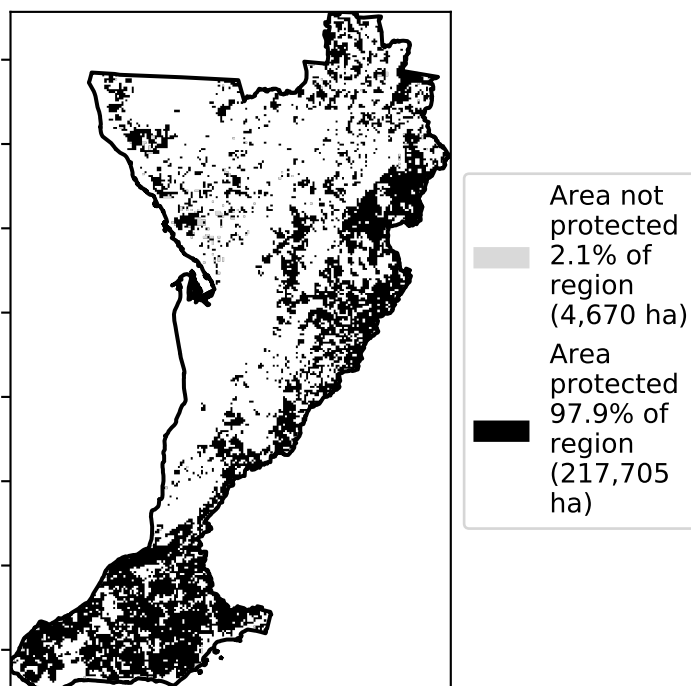 Area not
protected
2.1% of
region
(4,670 ha)
Area
protected
97.9% of
region
(217,705
ha)